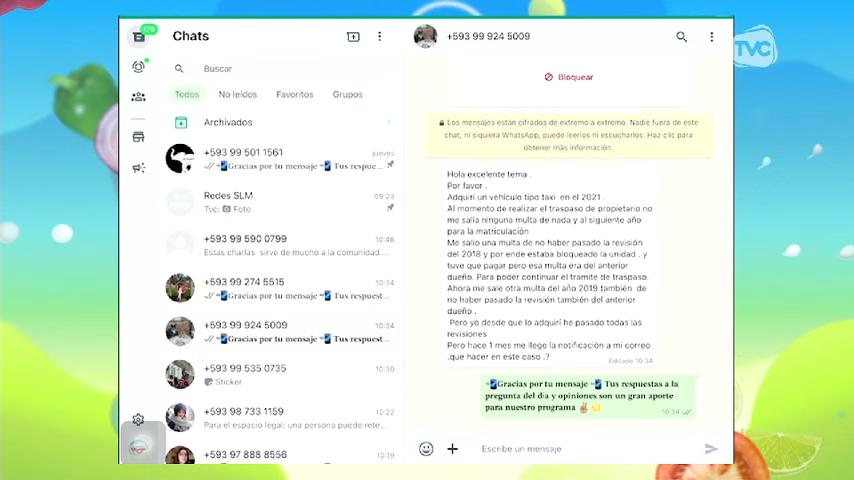 179
Chats
Buscar
Todos No leídos Favoritos Grupos
Archivados
+593 99 501 1561 jueves
Gracias por tu mensaje Tus respue...
Redes SLM 09:23
Tvc: Foto
+593 99 590 0799 10:46
Estas charlas sirve de mucho a la comunidad....
+593 99 274 5515 10:34
Gracias por tu mensaje Tus respuest...
+593 99 924 5009 10:34
Gracias por tu mensaje Tus respuest...
+593 99 535 0735 10:30
Sticker
+593 98 733 1159 10:22
Para el espacio legal: una persona puede rete...
+593 97 888 8556 10:19
+593 99 924 5009
TVC
Bloquear
Los mensajes están cifrados de extremo a extremo. Nadie fuera de este
chat, ni siquiera WhatsApp, puede leerlos ni escucharlos. Haz clic para
obtener más información.
Hola excelente tema .
Por favor .
Adquirí un vehículo tipo taxi en el 2021 .
Al momento de realizar el traspaso de propietario no
me salía ninguna multa de nada y al siguiente año
para la matriculación
Me salio una multa de no haber pasado la revisión
del 2018 y por ende estaba bloqueado la unidad . y
tuve que pagar pero esa multa era del anterior
dueño. Para poder continuar el tramite de traspaso.
Ahora me sale otra multa del año 2019 también de
no haber pasado la revisión también del anterior
dueño .
Pero yo desde que lo adquirí he pasado todas las
revisiones
Pero hace 1 mes me llego la notificación a mi correo
.que hacer en este caso .?
Editado 10:34
Gracias por tu mensaje Tus respuestas a la
pregunta del día y opiniones son un gran aporte
para nuestro programa
10:34
Escribe un mensaje